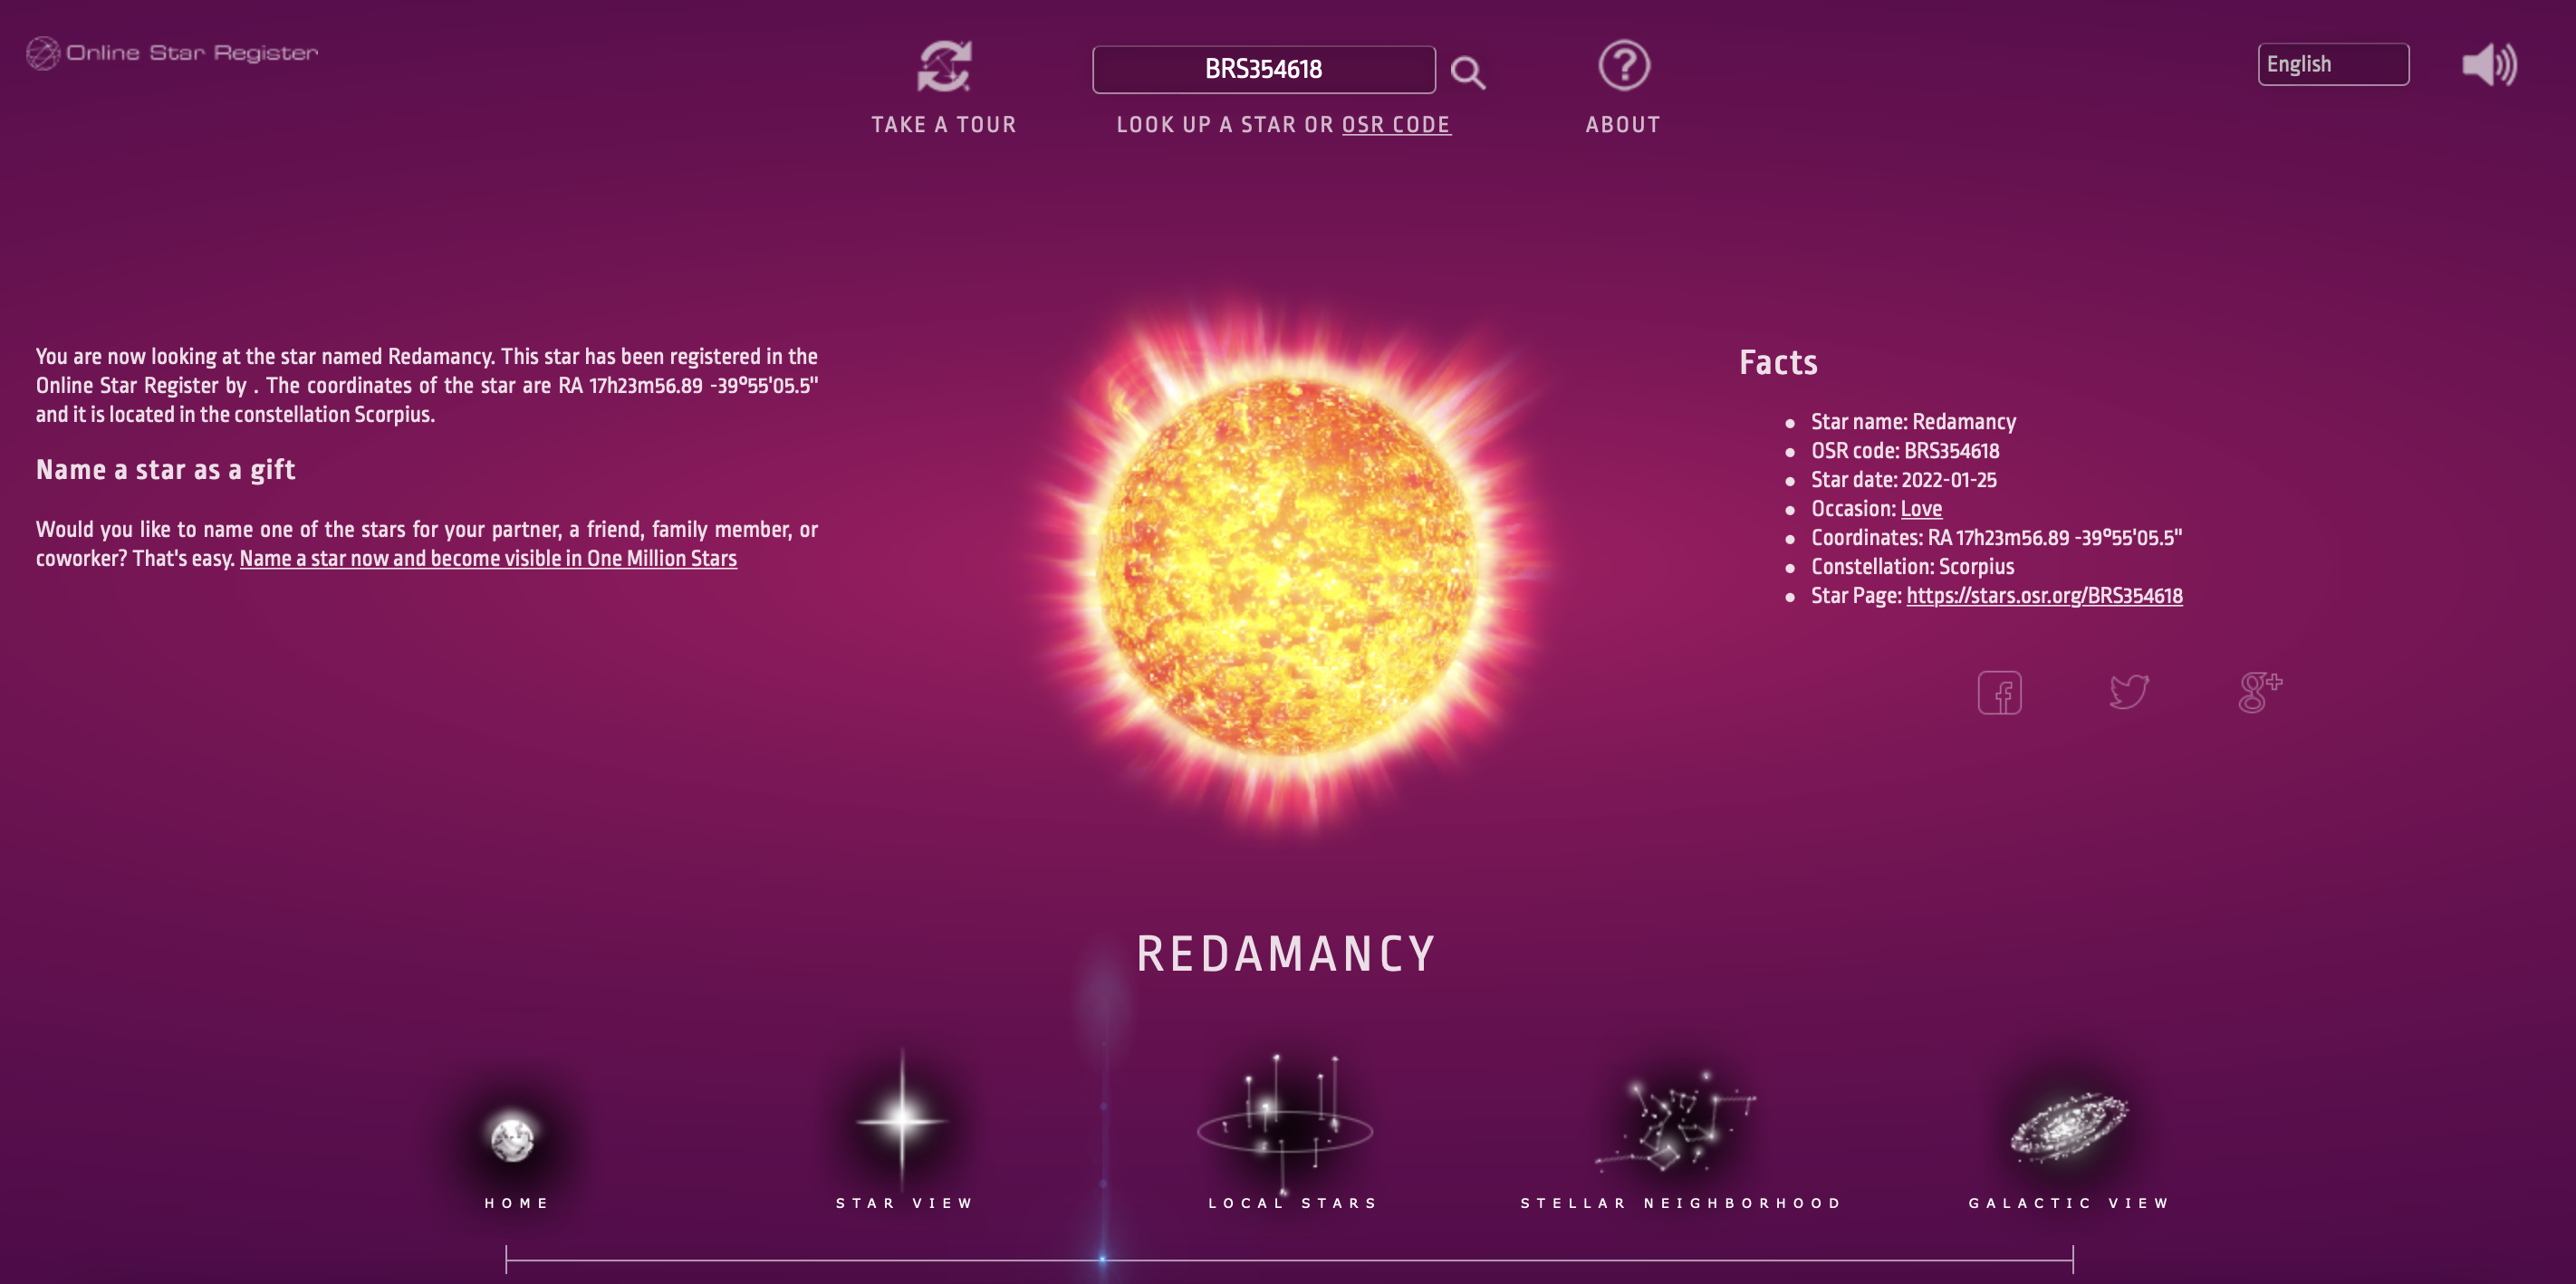 Online Star Register
BRS354618
English
TAKE A TOUR
LOOK UP A STAR OR OSR CODE
ABOUT
You are now looking at the star named Redamancy. This star has been registered in the
Online Star Register by . The coordinates of the star are RA 17h23m56.89 -39°55'05.5"
and it is located in the constellation Scorpius.
Name a star as a gift
Would you like to name one of the stars for your partner, a friend, family member, or
coworker? That's easy. Name a star now and become visible in One Million Stars
Facts
Star name: Redamancy
OSR code: BRS354618
Star date: 2022-01-25
Occasion: Love
Coordinates: RA 17h23m56.89 -39°55'05.5"
Constellation: Scorpius
Star Page: https://stars.osr.org/BRS354618
REDAMANCY
HOME
STAR VIEW
LOCAL STARS
STELLAR NEIGHBORHOOD
GALACTIC VIEW